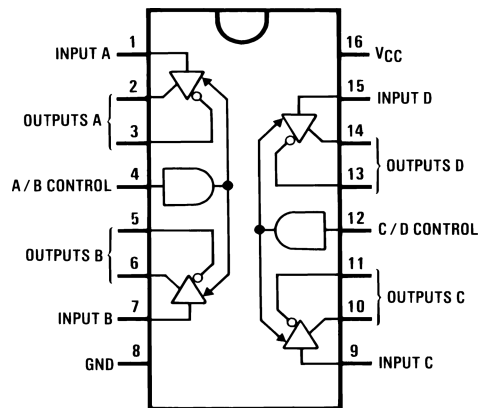 INPUT A 1
2
OUTPUTS A
3
A / B CONTROL 4
5
OUTPUTS B
6
INPUT B 7
GND 8
16 VCC
15 INPUT D
14
OUTPUTS D
13
12 C / D CONTROL
11
OUTPUTS C
10
9 INPUT C